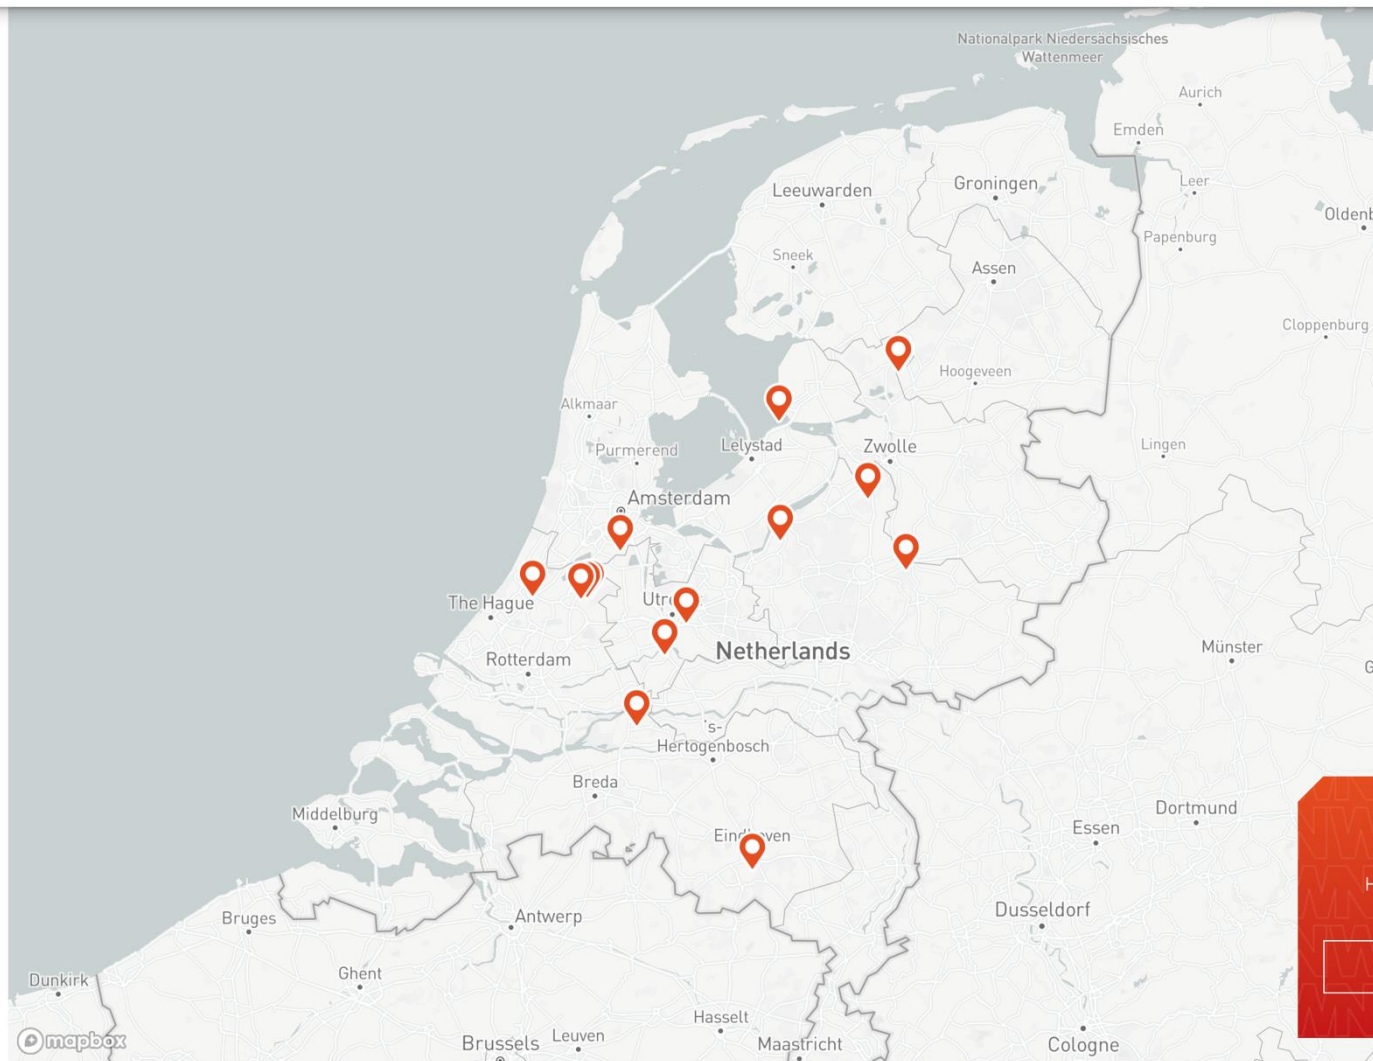 Nationalpark Niedersächsisches
Wattenmeer
Aurich
Emden
Leer
Leeuwarden
Groningen
Papenburg
Sneek
Assen
Cloppenburg
Hoogeveen
Alkmaar
Purmerend
Lelystad
Zwolle
Lingen
Amsterdam
The Hague
Netherlands
Rotterdam
Münster
's-
Hertogenbosch
Breda
Middelburg
Dortmund
Essen
Bruges
Antwerp
Dusseldorf
Dunkirk
Ghent
Hasselt
mapbox
Brussels
Leuven
Maastricht
Cologne